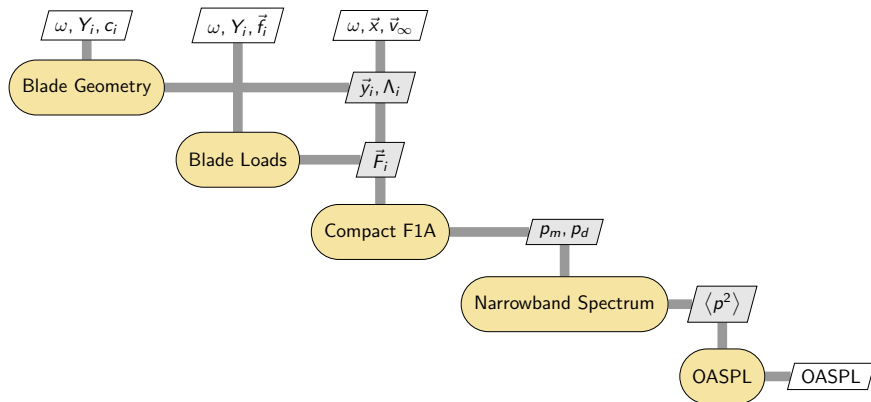 ω, Y_i, c_i
ω, Y_i, f⃗_i
ω, x⃗, v⃗_∞
Blade Geometry
y⃗_i, Λ_i
Blade Loads
F⃗_i
Compact F1A
p_m, p_d
Narrowband Spectrum
⟨p²⟩
OASPL
OASPL